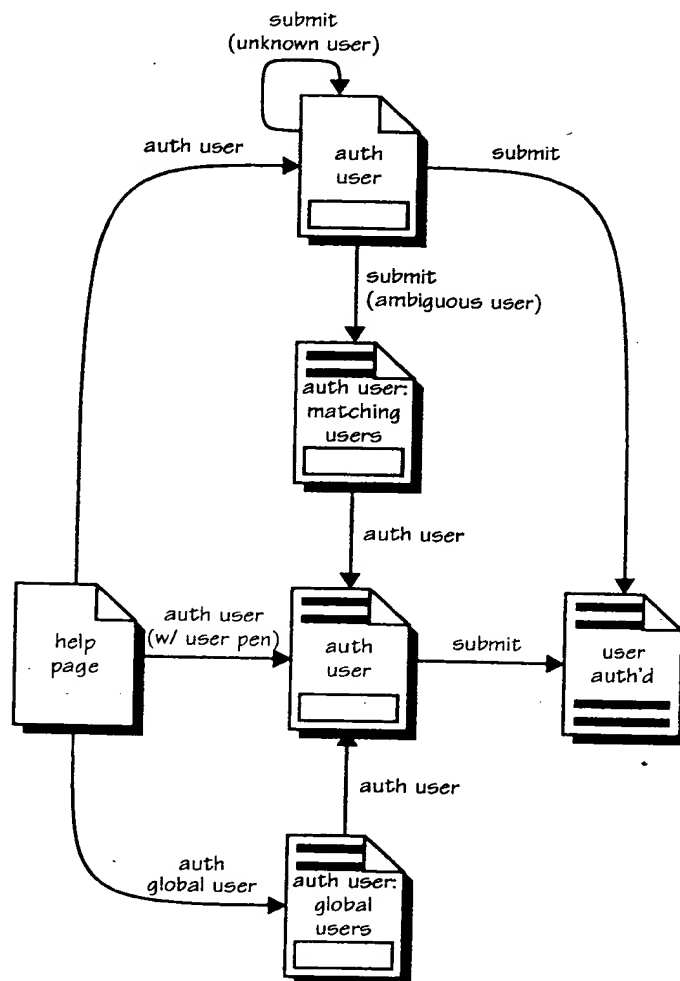 submit
(unknown user)
auth user
auth
user
submit
submit
(ambiguous user)
auth user:
matching
users
auth user
help
page
auth user
(w/ user pen)
auth
user
submit
user
auth'd
auth user
auth
global user
auth user:
global
users